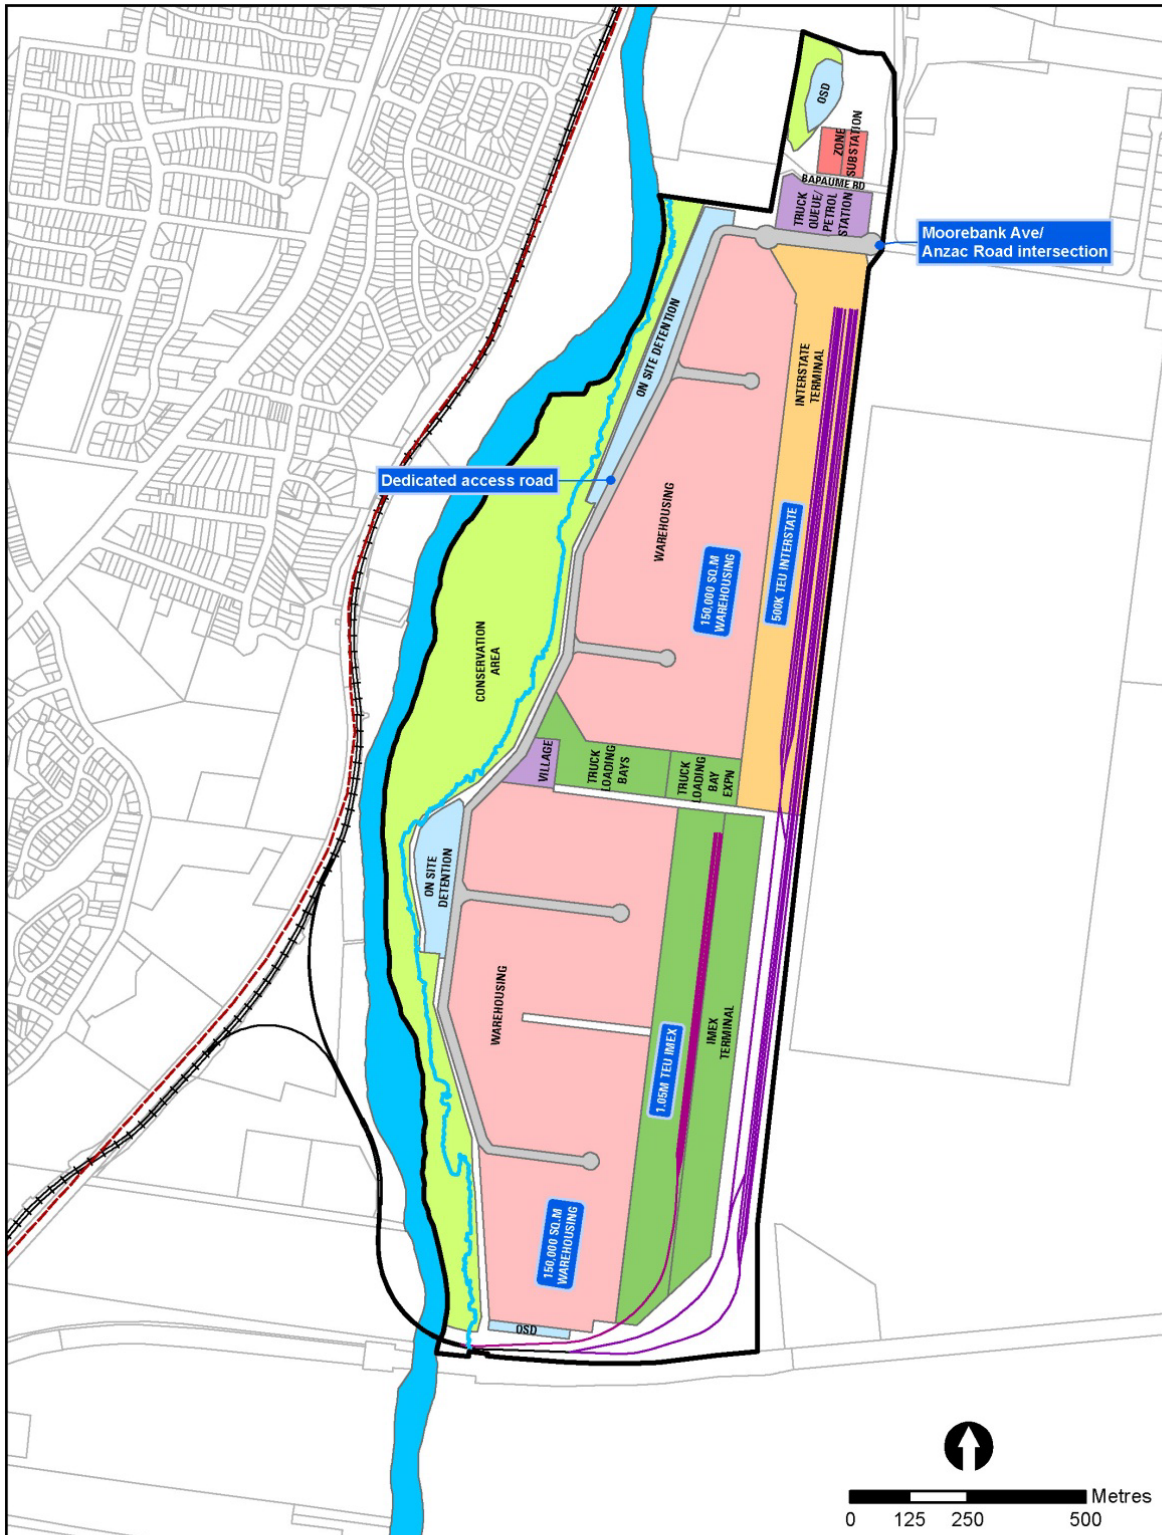 OSD
ZONE
SUBSTATION
BAPAUME RD
TRUCK
QUEUE/
PETROL
STATION
Moorebank Ave/
Anzac Road intersection
ON SITE DETENTION
INTERSTATE
TERMINAL
Dedicated access road
WAREHOUSING
150,000 SQ.M
WAREHOUSING
500K TEU INTERSTATE
CONSERVATION
AREA
VILLAGE
TRUCK
LOADING
BAYS
TRUCK
LOADING
BAY
EXPN
ON SITE
DETENTION
WAREHOUSING
1.05M TEU IMEX
IMEX
TERMINAL
150,000 SQ.M
WAREHOUSING
OSD
Metres
0 125 250 500